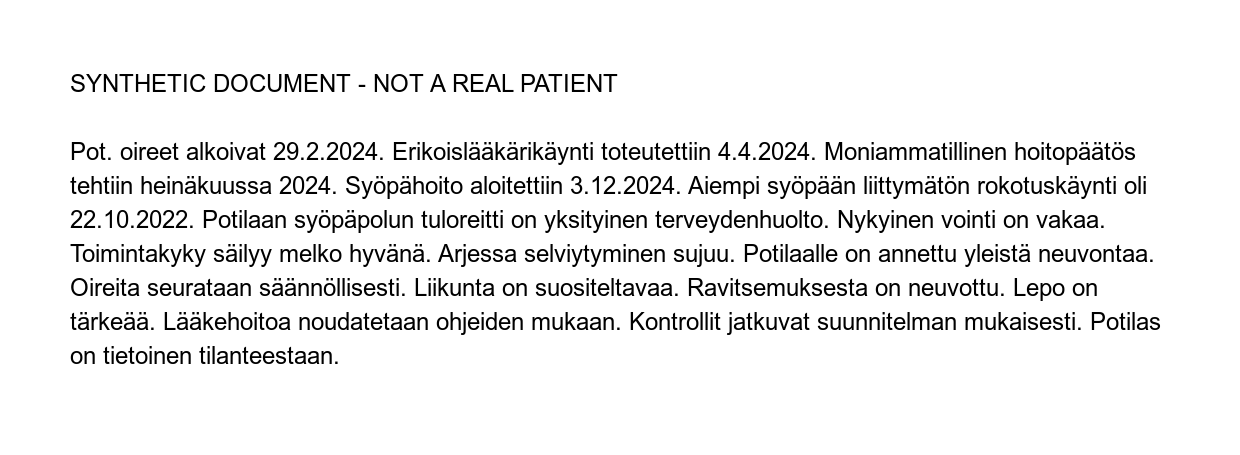 SYNTHETIC DOCUMENT - NOT A REAL PATIENT
Pot. oireet alkoivat 29.2.2024. Erikoislääkärikäynti toteutettiin 4.4.2024. Moniammatillinen hoitopäätös
tehtiin heinäkuussa 2024. Syöpähoito aloitettiin 3.12.2024. Aiempi syöpään liittymätön rokotuskäynti oli
22.10.2022. Potilaan syöpäpolun tuloreitti on yksityinen terveydenhuolto. Nykyinen vointi on vakaa.
Toimintakyky säilyy melko hyvänä. Arjessa selviytyminen sujuu. Potilaalle on annettu yleistä neuvontaa.
Oireita seurataan säännöllisesti. Liikunta on suositeltavaa. Ravitsemuksesta on neuvottu. Lepo on
tärkeää. Lääkehoitoa noudatetaan ohjeiden mukaan. Kontrollit jatkuvat suunnitelman mukaisesti. Potilas
on tietoinen tilanteestaan.